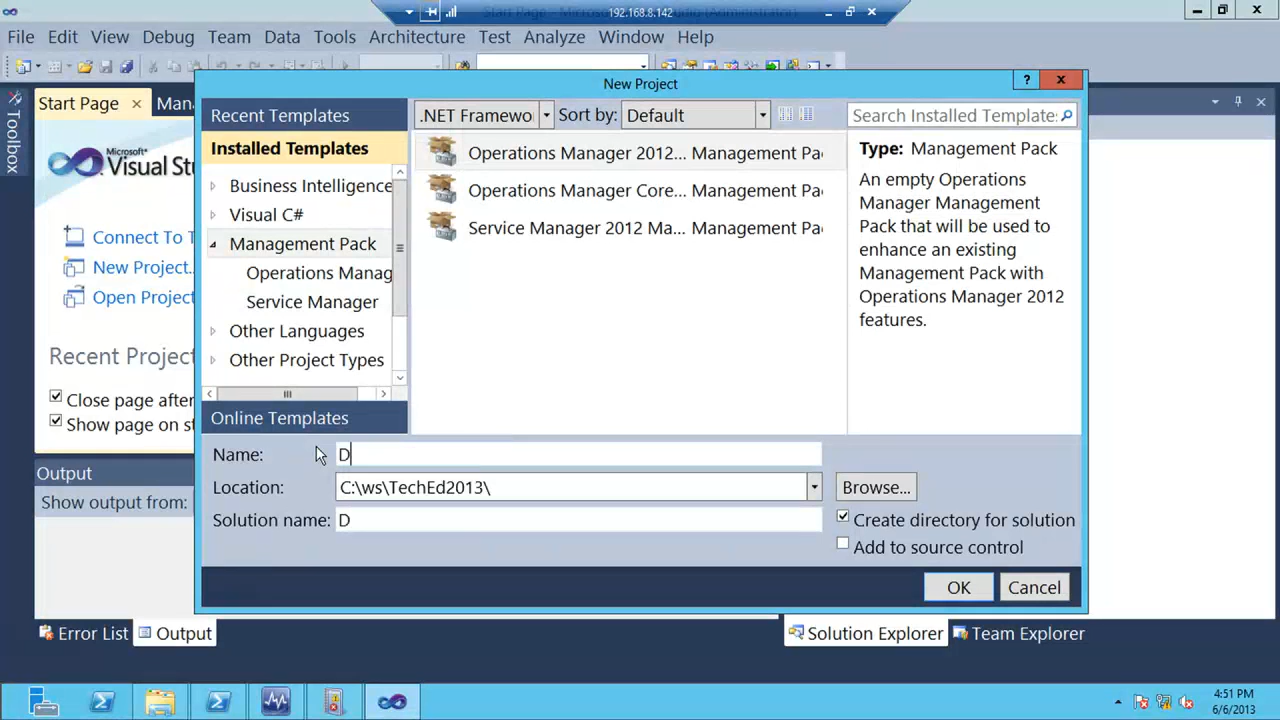 192.168.8.142
File Edit View Debug Team Data Tools Architecture Test Analyze Window Help
New Project
Start Page
Toolbox
Microsoft®
Visual Stu
Connect To T
New Project...
Open Project
Recent Project
Close page after
Show page on st
Output
Show output from:
Recent Templates
Installed Templates
Business Intelligence
Visual C#
Management Pack
Operations Manag
Service Manager
Other Languages
Other Project Types
Online Templates
.NET Framewo Sort by: Default
Operations Manager 2012... Management Pa
Operations Manager Core... Management Pa
Service Manager 2012 Ma... Management Pa
Search Installed Templates
Type: Management Pack
An empty Operations
Manager Management
Pack that will be used to
enhance an existing
Management Pack with
Operations Manager 2012
features.
Name: D
Location: C:\ws\TechEd2013\
Browse...
Solution name: D
Create directory for solution
Add to source control
OK Cancel
Error List Output Solution Explorer Team Explorer
4:51 PM
6/6/2013